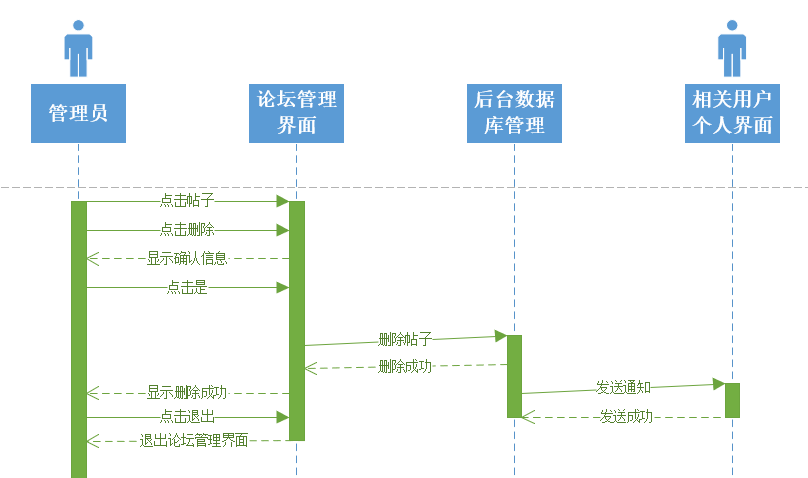 管理员
论坛管理
界面
后台数据
库管理
相关用户
个人界面
点击帖子
点击删除
显示确认信息
点击是
删除帖子
删除成功
发送通知
显示删除成功
点击退出
发送成功
退出论坛管理界面